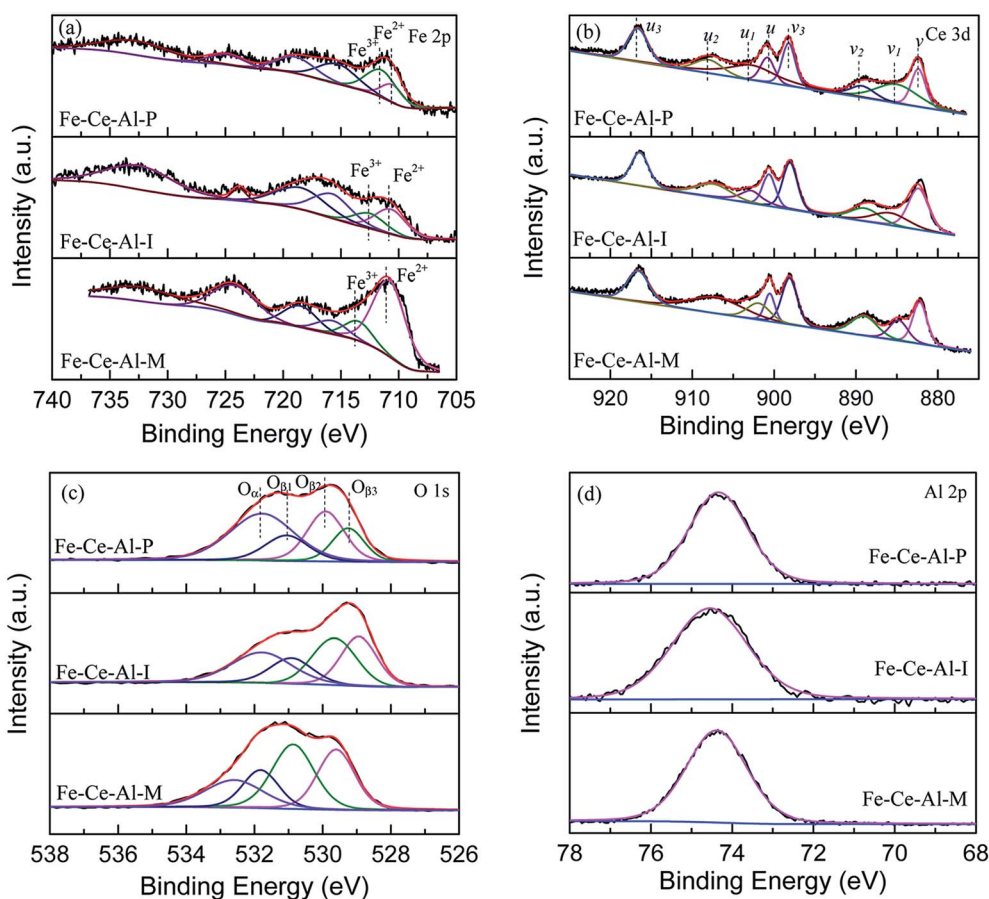 (a)
Fe³⁺ Fe²⁺ Fe 2p
Fe-Ce-Al-P
Fe³⁺ Fe²⁺
Fe-Ce-Al-I
Fe³⁺ Fe²⁺
Fe-Ce-Al-M
Intensity (a.u.)
740 735 730 725 720 715 710 705
Binding Energy (eV)
(b)
u₃ u₂ u₁ u v₃ v₂ v₁ v Ce 3d
Fe-Ce-Al-P
Fe-Ce-Al-I
Fe-Ce-Al-M
Intensity (a.u.)
920 910 900 890 880
Binding Energy (eV)
(c)
Oα Oβ1 Oβ2 Oβ3 O 1s
Fe-Ce-Al-P
Fe-Ce-Al-I
Fe-Ce-Al-M
Intensity (a.u.)
538 536 534 532 530 528 526
Binding Energy (eV)
(d)
Al 2p
Fe-Ce-Al-P
Fe-Ce-Al-I
Fe-Ce-Al-M
Intensity (a.u.)
78 76 74 72 70 68
Binding Energy (eV)